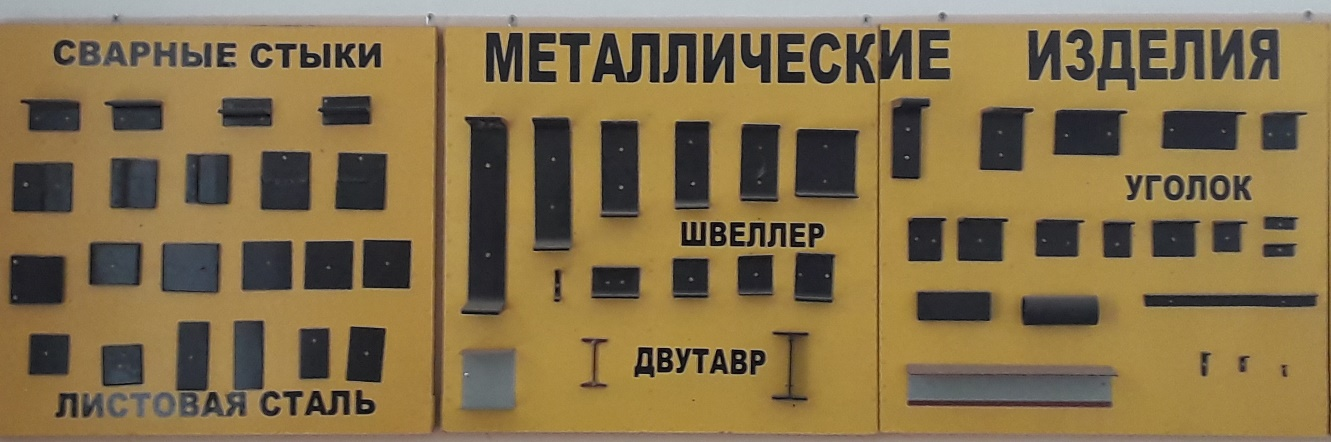 СВАРНЫЕ СТЫКИ
ЛИСТОВАЯ СТАЛЬ
МЕТАЛЛИЧЕСКИЕ ИЗДЕЛИЯ
ШВЕЛЛЕР
ДВУТАВР
УГОЛОК